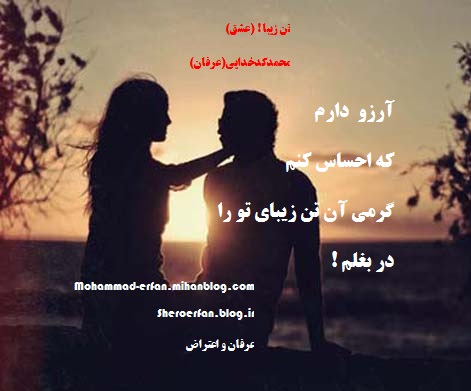 تن زیبا ! (عشق)
محمدکدخدایی(عرفان)
آرزو دارم
که احساس کنم
گرمی آن تن زیبای تو را
در بغلم !
Mohammad-erfan.mihanblog.com
Sheroerfan.blog.ir
عرفان و اعتراض